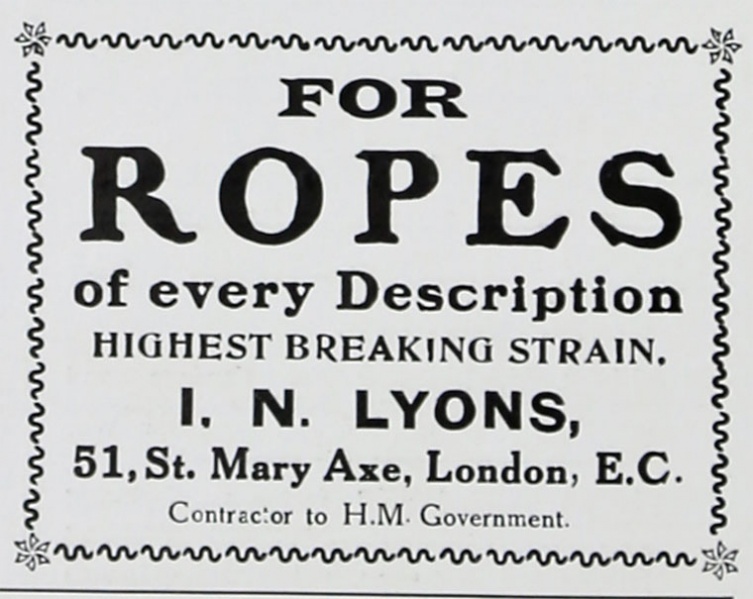 FOR
ROPES
of every Description
HIGHEST BREAKING STRAIN.
I. N. LYONS,
51, St. Mary Axe, London, E.C.
Contractor to H.M. Government.